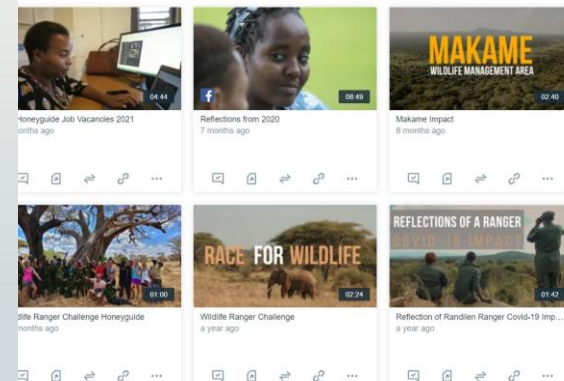 04:44
f
08:49
MAKAME
WILDLIFE MANAGEMENT AREA
02:40
Honeyguide Job Vacancies 2021
onths ago
Reflections from 2020
7 months ago
Makame Impact
8 months ago
01:00
RACE FOR WILDLIFE
02:24
REFLECTIONS OF A RANGER
COVID-19 IMPACT
01:42
dlife Ranger Challenge Honeyguide
months ago
Wildlife Ranger Challenge
a year ago
Reflection of Randilen Ranger Covid-19 Imp...
a year ago